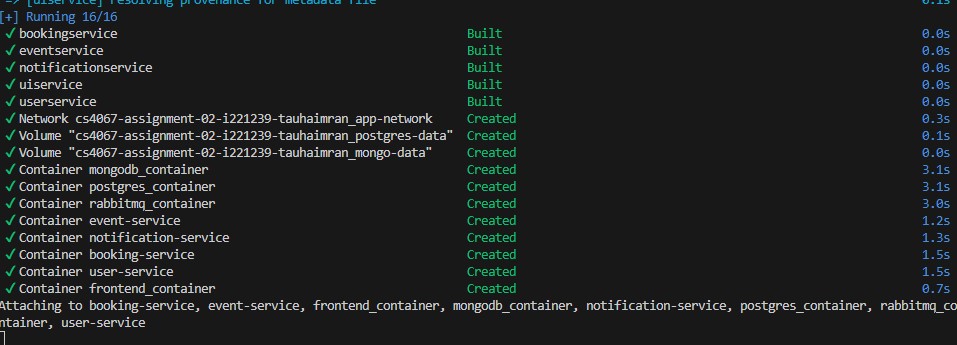 => [uiservice] resolving provenance for metadata file 0.1s
[+] Running 16/16
✓ bookingservice Built 0.0s
✓ eventservice Built 0.0s
✓ notificationservice Built 0.0s
✓ uiservice Built 0.0s
✓ userservice Built 0.0s
✓ Network cs4067-assignment-02-i221239-tauhaimran_app-network Created 0.3s
✓ Volume "cs4067-assignment-02-i221239-tauhaimran_postgres-data" Created 0.1s
✓ Volume "cs4067-assignment-02-i221239-tauhaimran_mongo-data" Created 0.0s
✓ Container mongodb_container Created 3.1s
✓ Container postgres_container Created 3.1s
✓ Container rabbitmq_container Created 3.0s
✓ Container event-service Created 1.2s
✓ Container notification-service Created 1.3s
✓ Container booking-service Created 1.5s
✓ Container user-service Created 1.5s
✓ Container frontend_container Created 0.7s
Attaching to booking-service, event-service, frontend_container, mongodb_container, notification-service, postgres_container, rabbitmq_co
ntainer, user-service